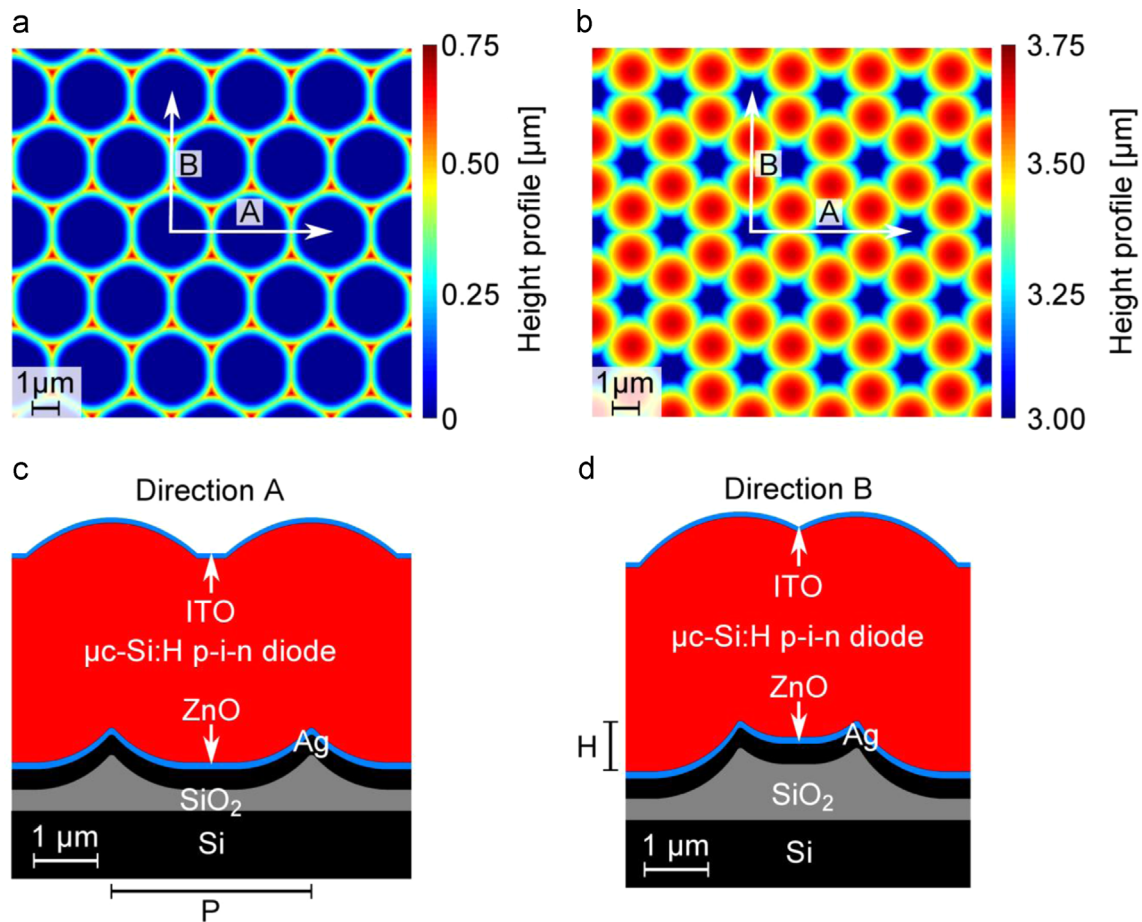 a
0.75
0.50
0.25
0
Height profile [µm]
B
A
1µm
b
3.75
3.50
3.25
3.00
Height profile [µm]
B
A
1µm
c
Direction A
ITO
µc-Si:H p-i-n diode
ZnO
Ag
SiO₂
1 µm
Si
P
d
Direction B
ITO
µc-Si:H p-i-n diode
ZnO
H
Ag
SiO₂
1 µm
Si